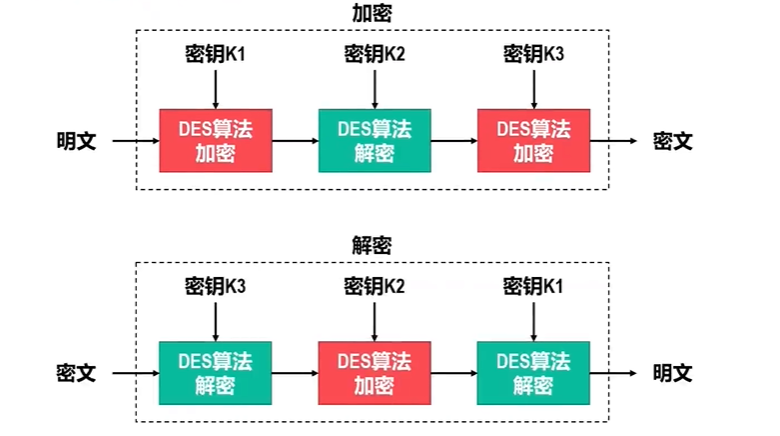 加密
密钥K1
密钥K2
密钥K3
明文
DES算法
加密
DES算法
解密
DES算法
加密
密文
解密
密钥K3
密钥K2
密钥K1
密文
DES算法
解密
DES算法
加密
DES算法
解密
明文